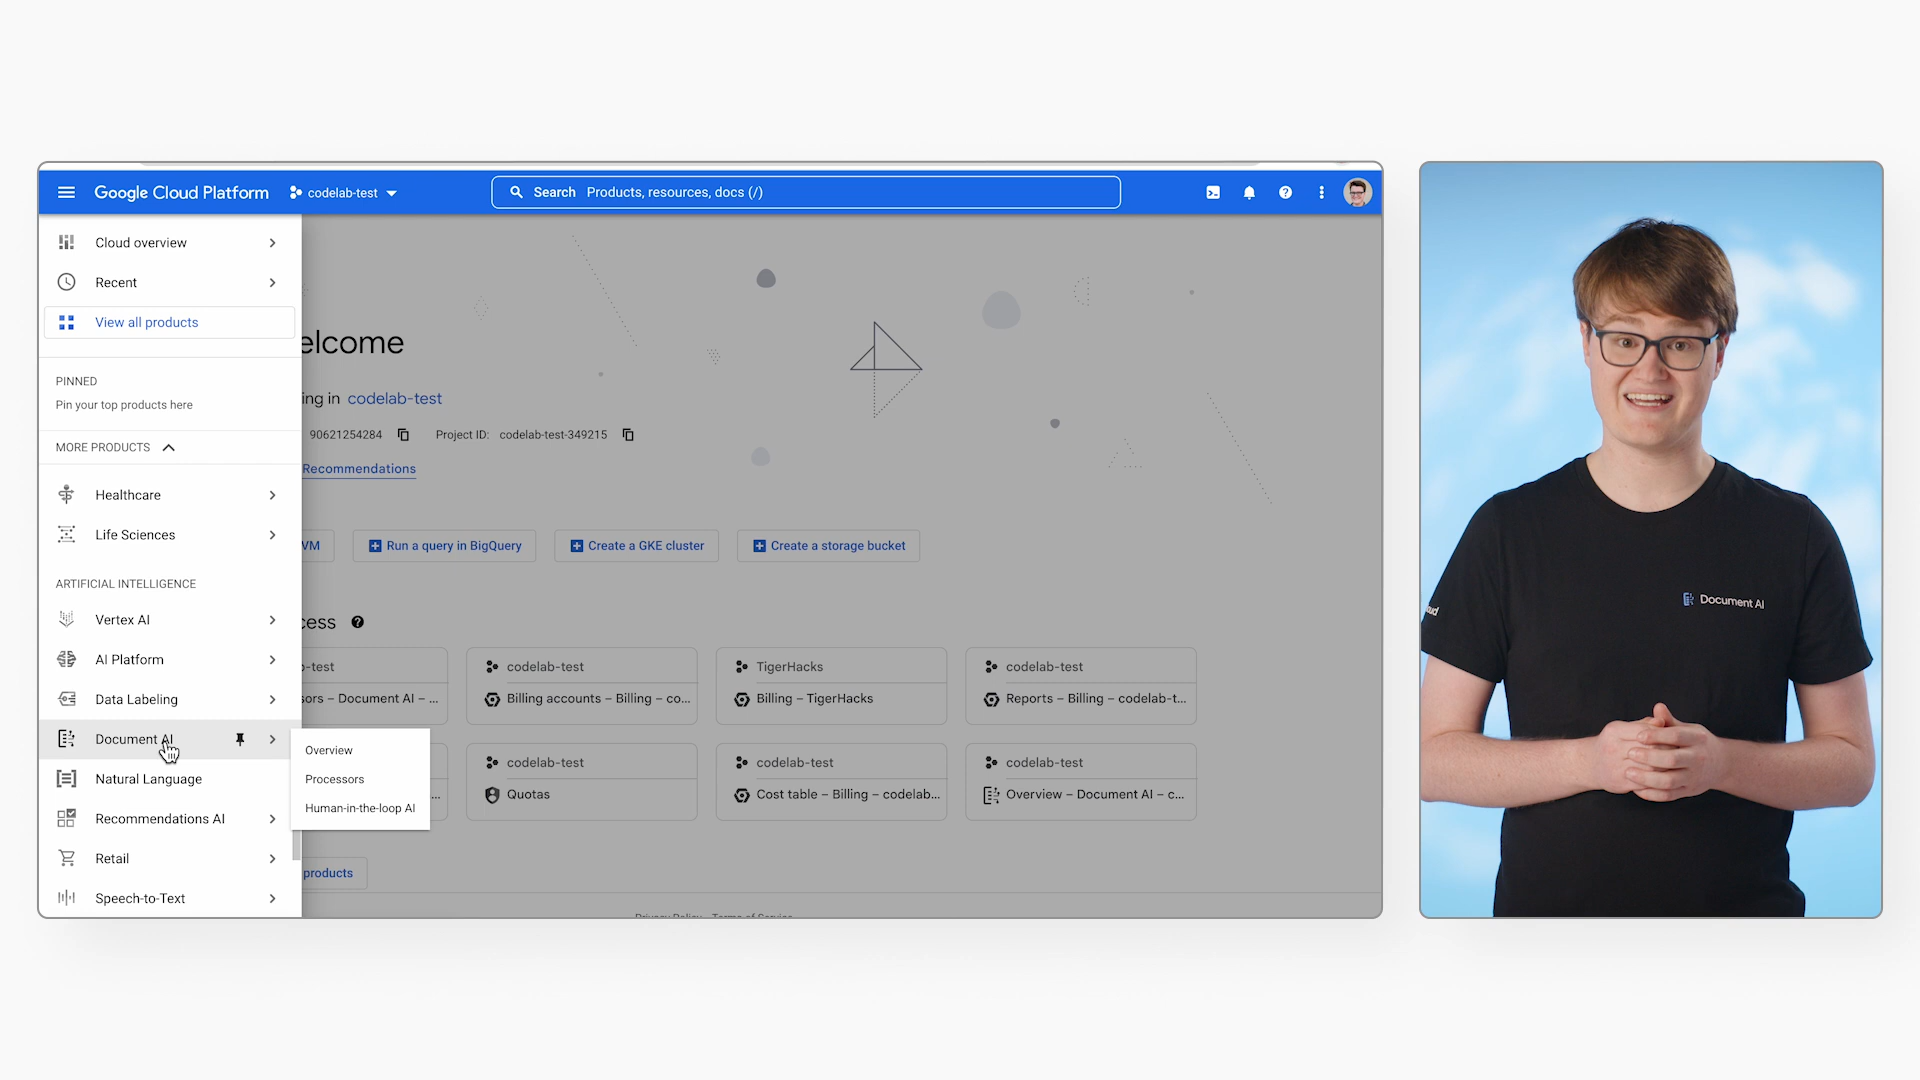 Google Cloud Platform
codelab-test
Search Products, resources, docs (/)
Cloud overview
Recent
View all products
PINNED
Pin your top products here
MORE PRODUCTS
Healthcare
Life Sciences
ARTIFICIAL INTELLIGENCE
Vertex AI
AI Platform
Data Labeling
Document AI
Natural Language
Recommendations AI
Retail
Speech-to-Text
Overview
Processors
Human-in-the-loop AI
elcome
ing in codelab-test
90621254284 Project ID: codelab-test-349215
Recommendations
VM Run a query in BigQuery Create a GKE cluster Create a storage bucket
cess
-test
codelab-test
TigerHacks
codelab-test
sors – Document AI – ...
Billing accounts – Billing – co...
Billing – TigerHacks
Reports – Billing – codelab-t...
codelab-test
codelab-test
codelab-test
...
Quotas
Cost table – Billing – codelab...
Overview – Document AI – c...
products
Privacy Policy Terms of Service
Document AI